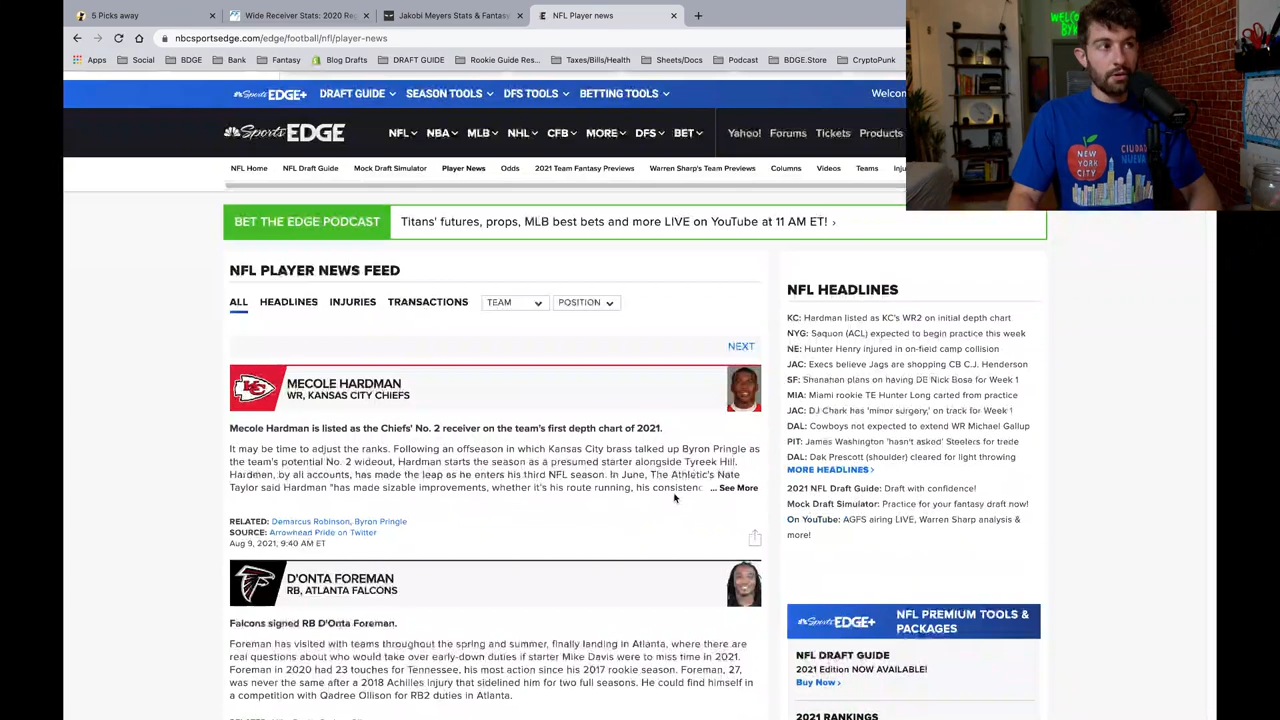 5 Picks away
Wide Receiver Stats: 2020 Reg
Jakobi Meyers Stats & Fantasy
NFL Player news
nbcsportsedge.com/edge/football/nfl/player-news
Apps Social BDGE Bank Fantasy Blog Drafts DRAFT GUIDE Rookie Guide Res... Taxes/Bills/Health Sheets/Docs Podcast BDGE.Store CryptoPunk
Sports EDGE+ DRAFT GUIDE SEASON TOOLS DFS TOOLS BETTING TOOLS Welcom
Sports EDGE NFL NBA MLB NHL CFB MORE DFS BET Yahoo! Forums Tickets Products
NFL Home NFL Draft Guide Mock Draft Simulator Player News Odds 2021 Team Fantasy Previews Warren Sharp's Team Previews Columns Videos Teams Inju
BET THE EDGE PODCAST Titans' futures, props, MLB best bets and more LIVE on YouTube at 11 AM ET! ›
NFL PLAYER NEWS FEED
ALL HEADLINES INJURIES TRANSACTIONS TEAM POSITION
NEXT
MECOLE HARDMAN
WR, KANSAS CITY CHIEFS
KC
Mecole Hardman is listed as the Chiefs' No. 2 receiver on the team's first depth chart of 2021.
It may be time to adjust the ranks. Following an offseason in which Kansas City brass talked up Byron Pringle as
the team's potential No. 2 wideout, Hardman starts the season as a presumed starter alongside Tyreek Hill.
Hardman, by all accounts, has made the leap as he enters his third NFL season. In June, The Athletic's Nate
Taylor said Hardman "has made sizable improvements, whether it's his route running, his consistenc ... See More
RELATED: Demarcus Robinson, Byron Pringle
SOURCE: Arrowhead Pride on Twitter
Aug 9, 2021, 9:40 AM ET
D'ONTA FOREMAN
RB, ATLANTA FALCONS
Falcons signed RB D'Onta Foreman.
Foreman has visited with teams throughout the spring and summer, finally landing in Atlanta, where there are
real questions about who would take over early-down duties if starter Mike Davis were to miss time in 2021.
Foreman in 2020 had 23 touches for Tennessee, his most action since his 2017 rookie season. Foreman, 27,
was never the same after a 2018 Achilles injury that sidelined him for two full seasons. He could find himself in
a competition with Qadree Ollison for RB2 duties in Atlanta.
NFL HEADLINES
KC: Hardman listed as KC's WR2 on initial depth chart
NYG: Saquon (ACL) expected to begin practice this week
NE: Hunter Henry injured in on-field camp collision
JAC: Execs believe Jags are shopping CB C.J. Henderson
SF: Shanahan plans on having DE Nick Bosa for Week 1
MIA: Miami rookie TE Hunter Long carted from practice
JAC: DJ Chark has 'minor surgery,' on track for Week 1
DAL: Cowboys not expected to extend WR Michael Gallup
PIT: James Washington 'hasn't asked' Steelers for trade
DAL: Dak Prescott (shoulder) cleared for light throwing
MORE HEADLINES›
2021 NFL Draft Guide: Draft with confidence!
Mock Draft Simulator: Practice for your fantasy draft now!
On YouTube: AGFS airing LIVE, Warren Sharp analysis &
more!
Sports EDGE+ NFL PREMIUM TOOLS &
PACKAGES
NFL DRAFT GUIDE
2021 Edition NOW AVAILABLE!
Buy Now ›
2021 RANKINGS
NEW
YORK
CITY
CIUDAD
NUEVA